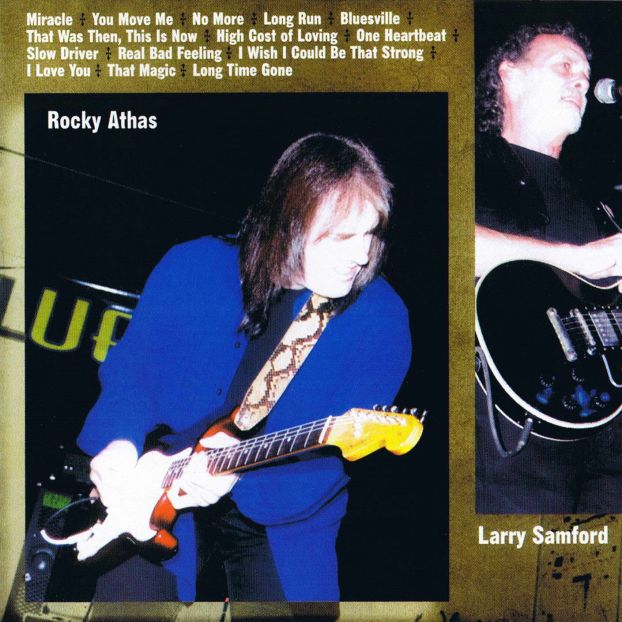 Miracle ‡ You Move Me ‡ No More ‡ Long Run ‡ Bluesville ‡
That Was Then, This Is Now ‡ High Cost of Loving ‡ One Heartbeat ‡
Slow Driver ‡ Real Bad Feeling ‡ I Wish I Could Be That Strong ‡
I Love You ‡ That Magic ‡ Long Time Gone
Rocky Athas
LUE
Larry Samford